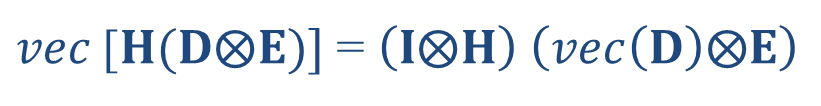 vec [H(D⊗E)] = (I⊗H) (vec(D)⊗E)